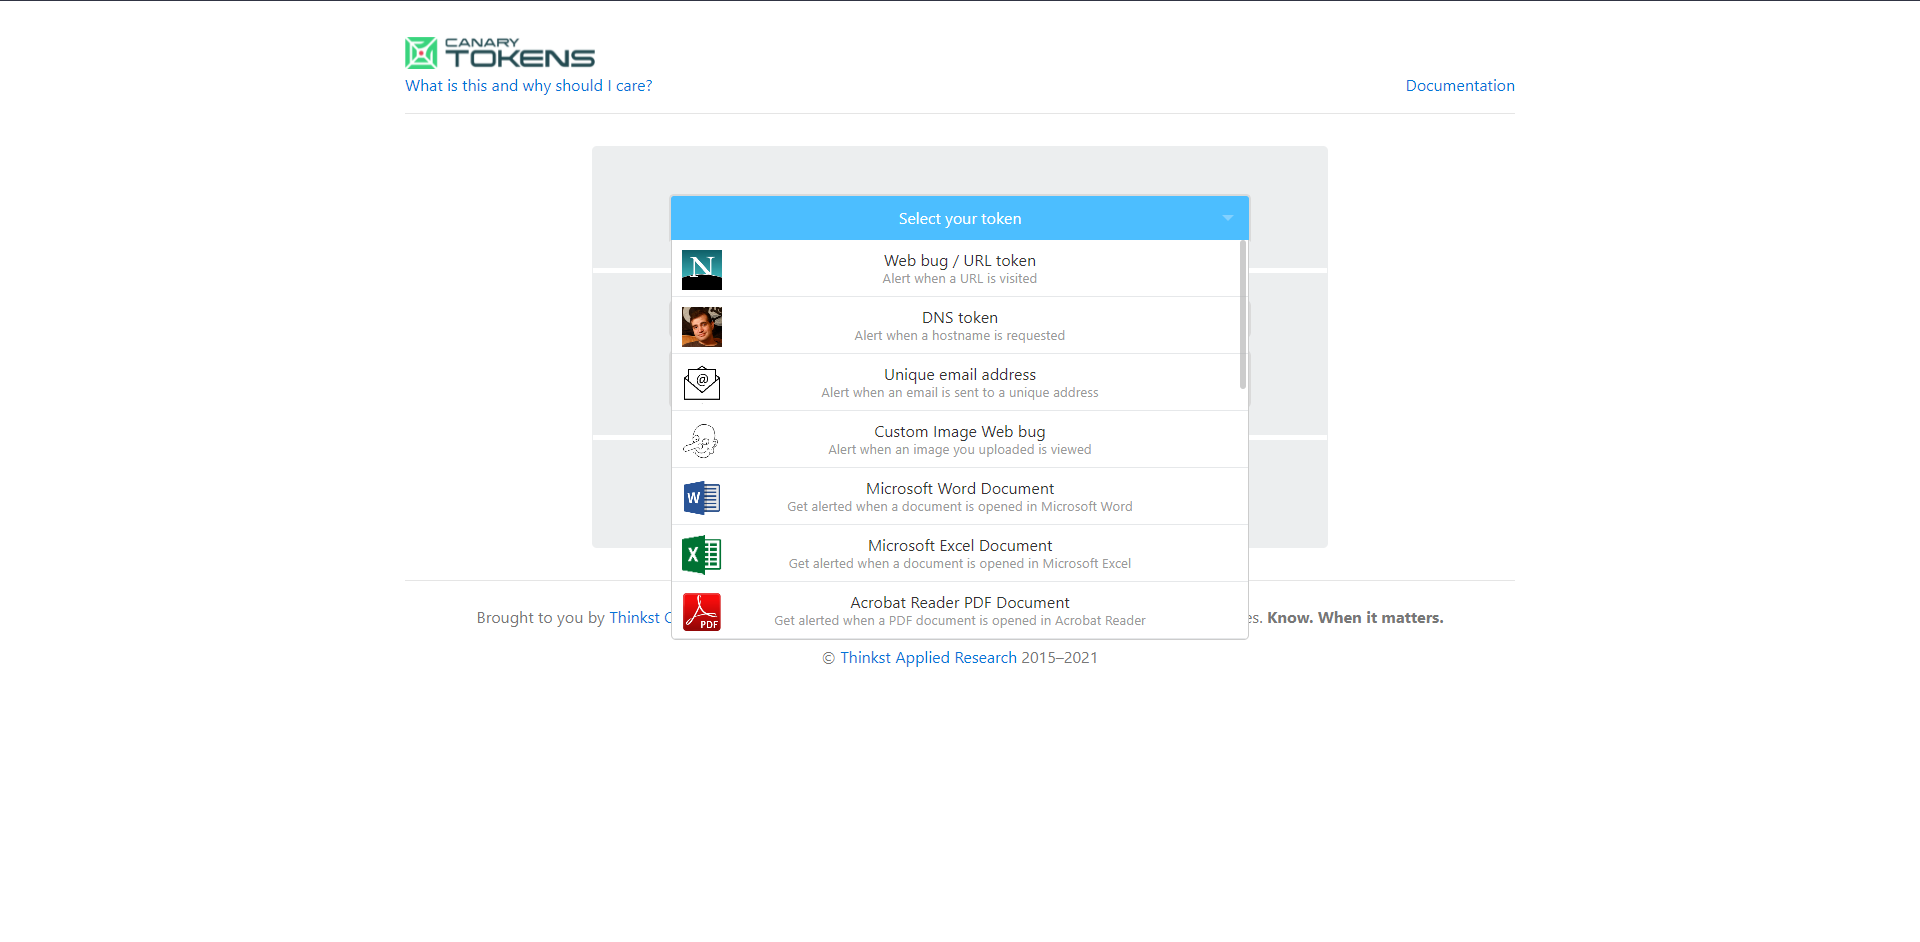 CANARY
TOKENS
What is this and why should I care?
Documentation
Select your token
N
Web bug / URL token
Alert when a URL is visited
DNS token
Alert when a hostname is requested
@
Unique email address
Alert when an email is sent to a unique address
Custom Image Web bug
Alert when an image you uploaded is viewed
W
Microsoft Word Document
Get alerted when a document is opened in Microsoft Word
X
Microsoft Excel Document
Get alerted when a document is opened in Microsoft Excel
PDF
Acrobat Reader PDF Document
Get alerted when a PDF document is opened in Acrobat Reader
Brought to you by Thinkst Know. When it matters.
© Thinkst Applied Research 2015–2021